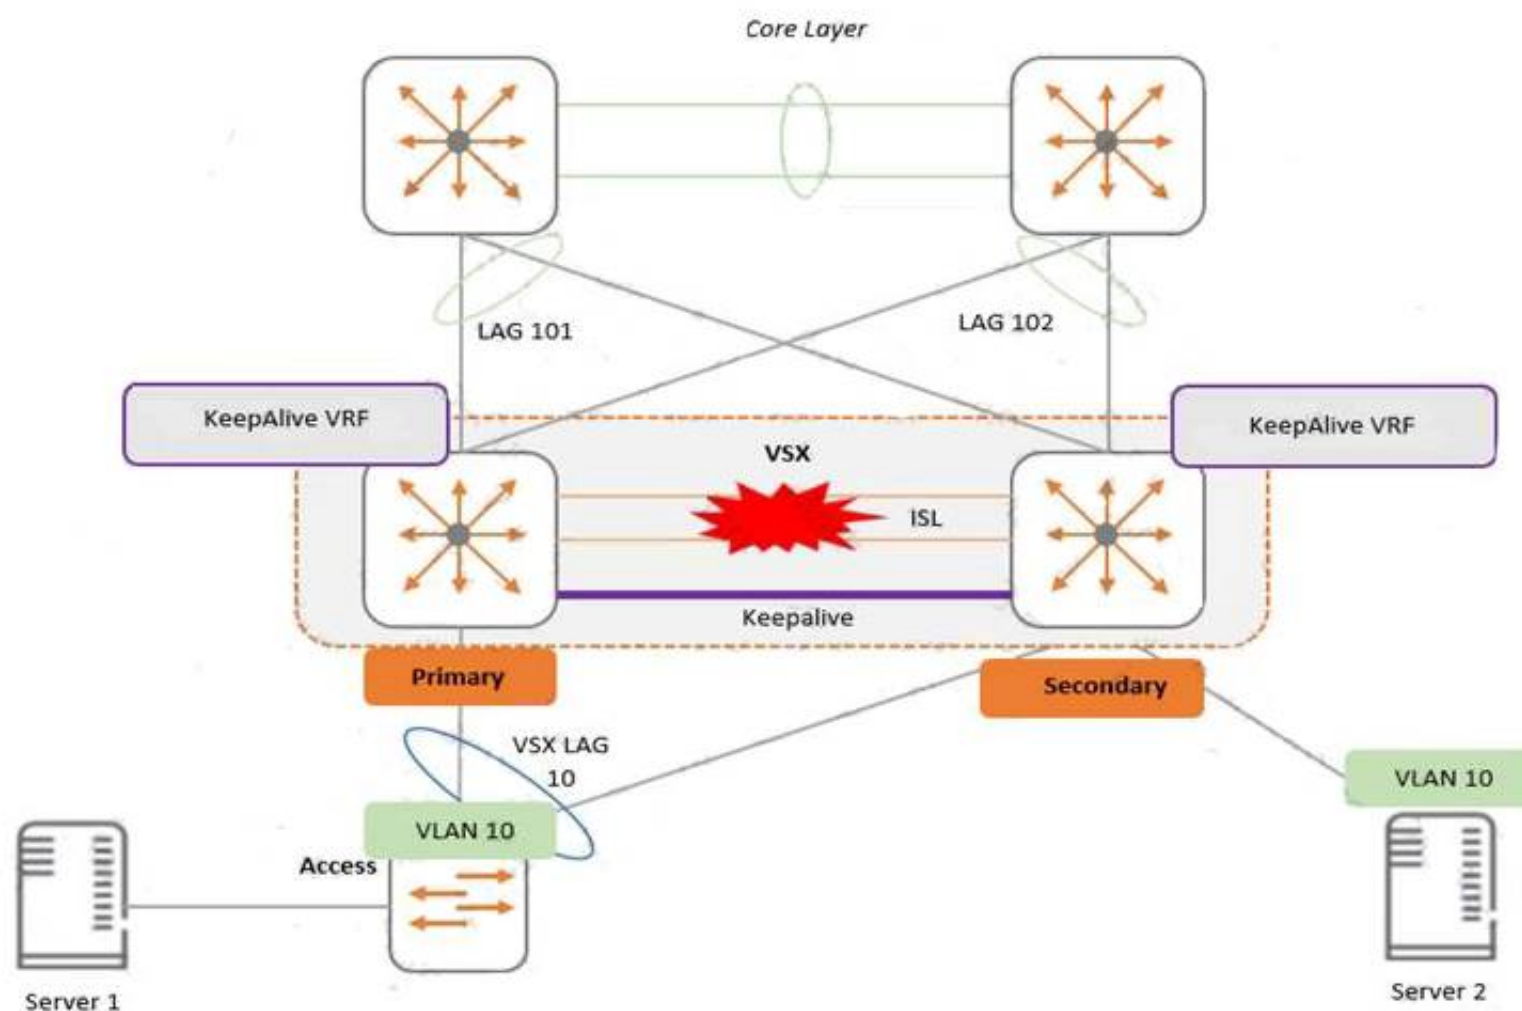 Core Layer
LAG 101
LAG 102
KeepAlive VRF
KeepAlive VRF
VSX
ISL
Keepalive
Primary
Secondary
VSX LAG
10
VLAN 10
VLAN 10
Access
Server 1
Server 2